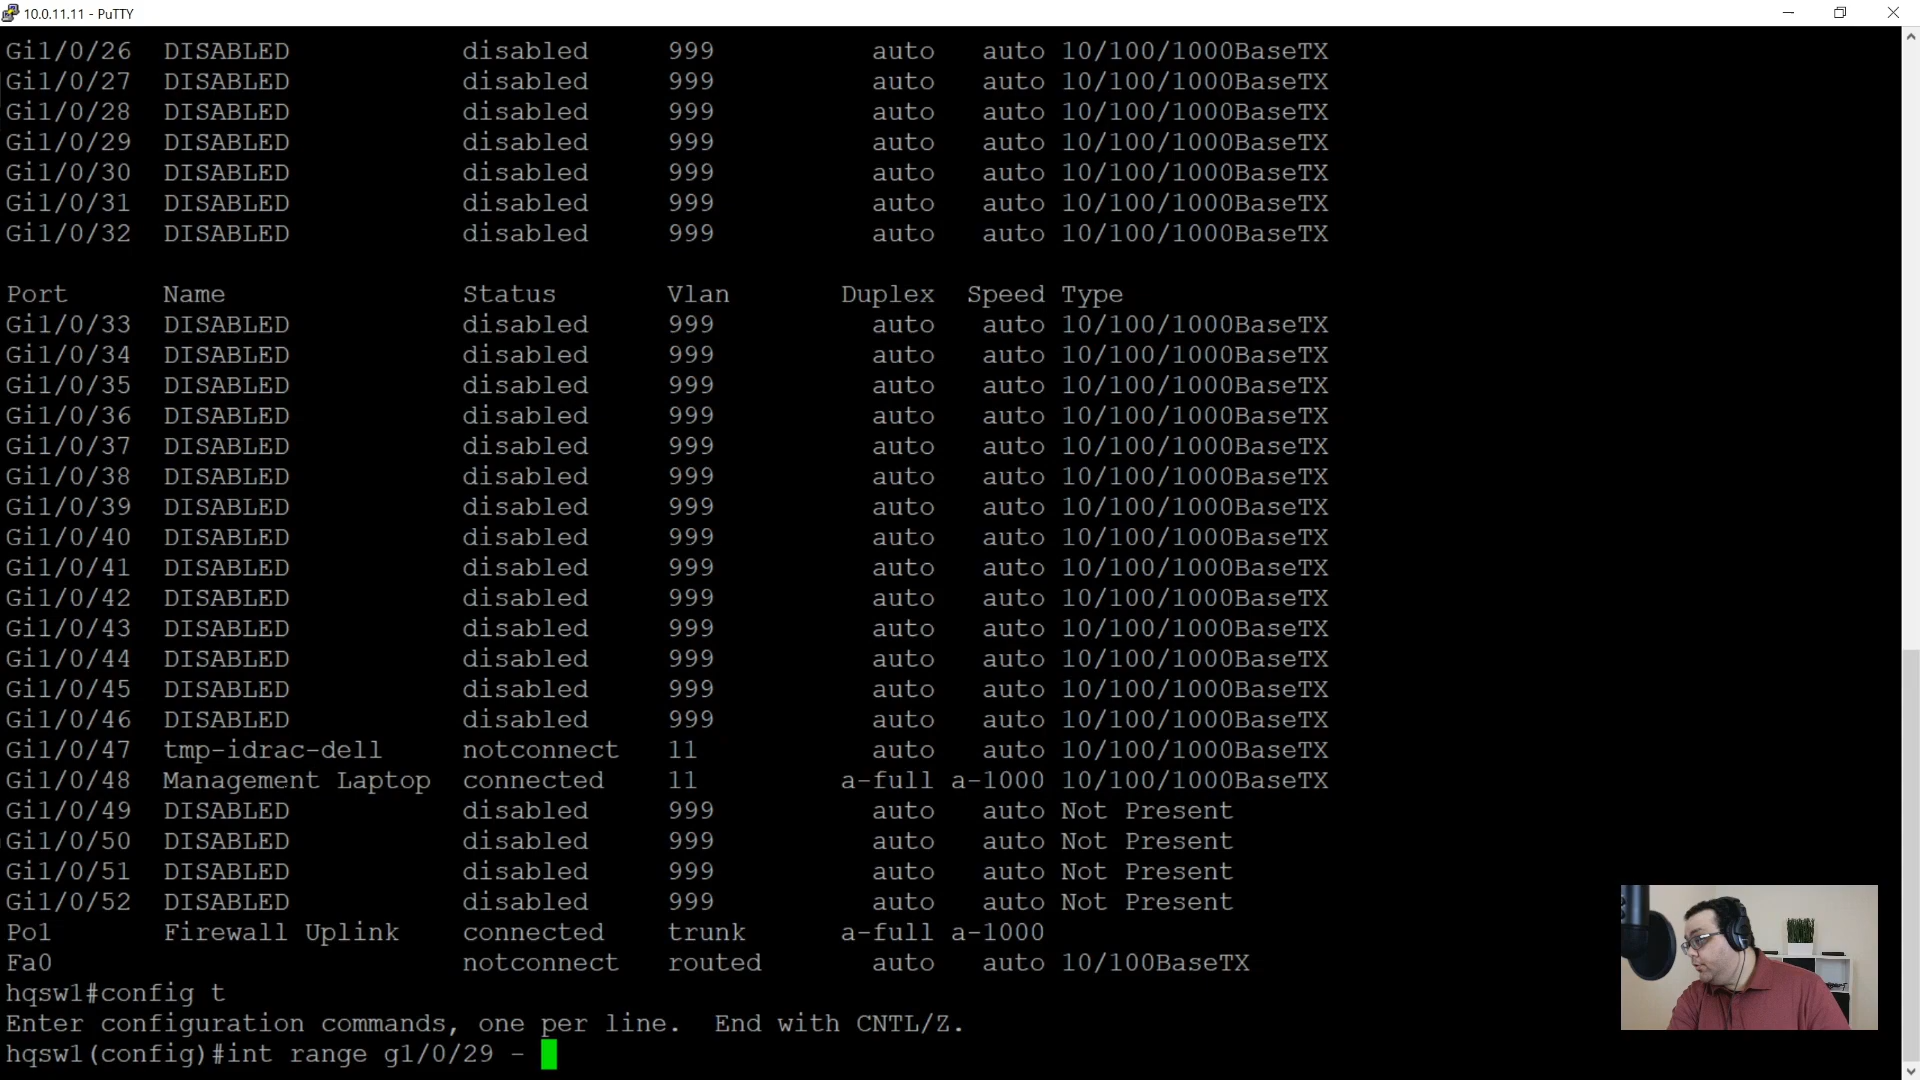 10.0.11.11 - PuTTY
Gi1/0/26 DISABLED disabled 999 auto auto 10/100/1000BaseTX
Gi1/0/27 DISABLED disabled 999 auto auto 10/100/1000BaseTX
Gi1/0/28 DISABLED disabled 999 auto auto 10/100/1000BaseTX
Gi1/0/29 DISABLED disabled 999 auto auto 10/100/1000BaseTX
Gi1/0/30 DISABLED disabled 999 auto auto 10/100/1000BaseTX
Gi1/0/31 DISABLED disabled 999 auto auto 10/100/1000BaseTX
Gi1/0/32 DISABLED disabled 999 auto auto 10/100/1000BaseTX
Port Name Status Vlan Duplex Speed Type
Gi1/0/33 DISABLED disabled 999 auto auto 10/100/1000BaseTX
Gi1/0/34 DISABLED disabled 999 auto auto 10/100/1000BaseTX
Gi1/0/35 DISABLED disabled 999 auto auto 10/100/1000BaseTX
Gi1/0/36 DISABLED disabled 999 auto auto 10/100/1000BaseTX
Gi1/0/37 DISABLED disabled 999 auto auto 10/100/1000BaseTX
Gi1/0/38 DISABLED disabled 999 auto auto 10/100/1000BaseTX
Gi1/0/39 DISABLED disabled 999 auto auto 10/100/1000BaseTX
Gi1/0/40 DISABLED disabled 999 auto auto 10/100/1000BaseTX
Gi1/0/41 DISABLED disabled 999 auto auto 10/100/1000BaseTX
Gi1/0/42 DISABLED disabled 999 auto auto 10/100/1000BaseTX
Gi1/0/43 DISABLED disabled 999 auto auto 10/100/1000BaseTX
Gi1/0/44 DISABLED disabled 999 auto auto 10/100/1000BaseTX
Gi1/0/45 DISABLED disabled 999 auto auto 10/100/1000BaseTX
Gi1/0/46 DISABLED disabled 999 auto auto 10/100/1000BaseTX
Gi1/0/47 tmp-idrac-dell notconnect 11 auto auto 10/100/1000BaseTX
Gi1/0/48 Management Laptop connected 11 a-full a-1000 10/100/1000BaseTX
Gi1/0/49 DISABLED disabled 999 auto auto Not Present
Gi1/0/50 DISABLED disabled 999 auto auto Not Present
Gi1/0/51 DISABLED disabled 999 auto auto Not Present
Gi1/0/52 DISABLED disabled 999 auto auto Not Present
Po1 Firewall Uplink connected trunk a-full a-1000
Fa0 notconnect routed auto auto 10/100BaseTX
hqsw1#config t
Enter configuration commands, one per line. End with CNTL/Z.
hqsw1(config)#int range g1/0/29 -